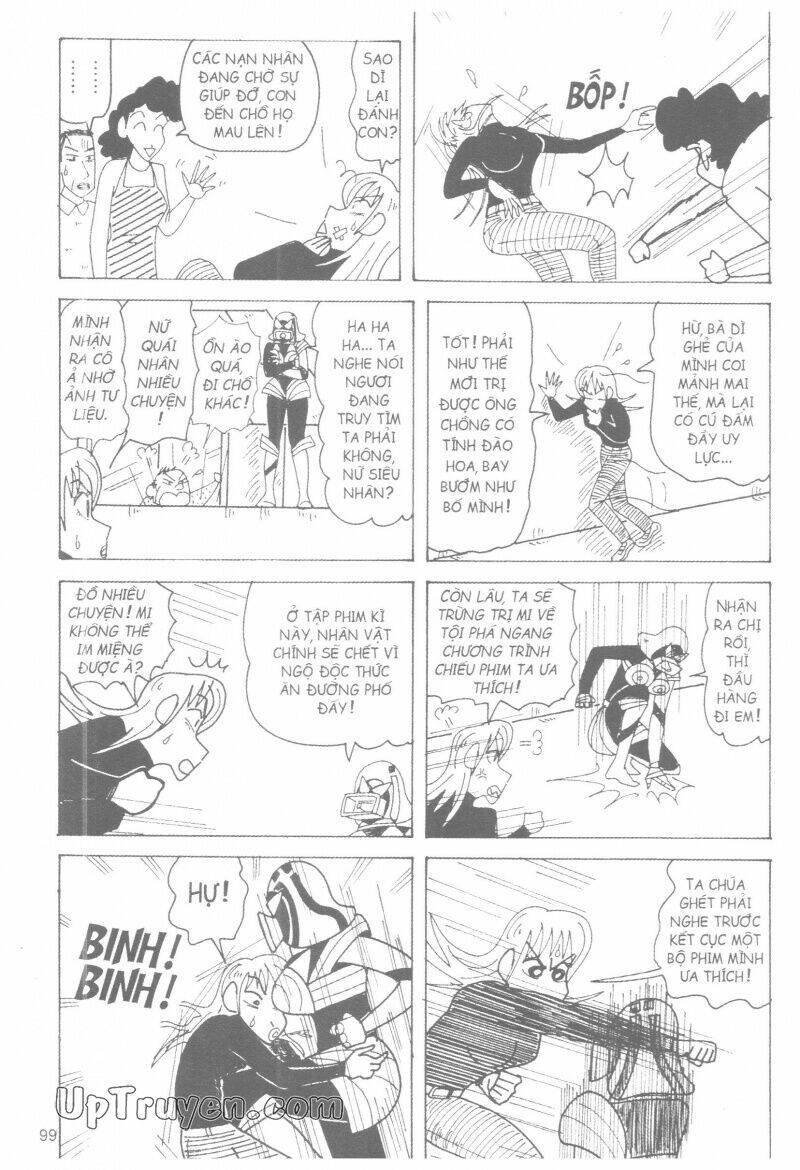 BỐP!
SAO
DÌ
LẠI
ĐÁNH
CON?
CÁC NẠN NHÂN
ĐANG CHỜ SỰ
GIÚP ĐỠ, CON
ĐẾN CHỖ HỌ
MAU LÊN!
HỪ, BÀ DÌ
GHẺ CỦA
MÌNH COI
MẢNH MAI
THẾ, MÀ LẠI
CÓ CÚ ĐẤM
ĐẦY UY
LỰC...
TỐT! PHẢI
NHƯ THẾ
MỚI TRỊ
ĐƯỢC ÔNG
CHỒNG CÓ
TÍNH ĐÀO
HOA, BAY
BƯỚM NHƯ
BỐ MÌNH!
HA HA
HA... TA
NGHE NÓI
NGƯƠI
ĐANG
TRUY TÌM
TA PHẢI
KHÔNG,
NỮ SIÊU
NHÂN?
ỒN ÀO
QUÁ,
ĐI CHỖ
KHÁC!
NỮ
QUÁI
NHÂN
NHIỀU
CHUYỆN
!
MÌNH
NHẬN
RA CÔ
Ả NHỜ
ẢNH TƯ
LIỆU.
NHẬN
RA CHỊ
RỒI,
THÌ
ĐẦU
HÀNG
ĐI EM!
CÒN LÂU, TA SẼ
TRỪNG TRỊ MI VỀ
TỘI PHÁ NGANG
CHƯƠNG TRÌNH
CHIẾU PHIM TA ƯA
THÍCH!
Ở TẬP PHIM KÌ
NÀY, NHÂN VẬT
CHÍNH SẼ CHẾT VÌ
NGỘ ĐỘC THỨC
ĂN ĐƯỜNG PHỐ
ĐẤY!
ĐỒ NHIỀU
CHUYỆN! MI
KHÔNG THỂ
IM MIỆNG
ĐƯỢC À?
TA CHÚA
GHÉT PHẢI
NGHE TRƯỚC
KẾT CỤC MỘT
BỘ PHIM MÌNH
ƯA THÍCH!
HỰ!
BINH!
BINH!
UpTruyen.com
99